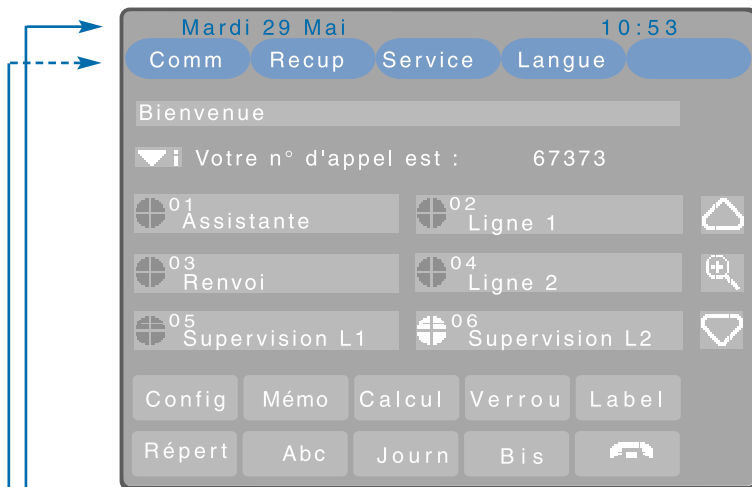 Mardi 29 Mai 10:53
Comm Recup Service Langue
Bienvenue
i Votre n° d'appel est : 67373
01 Assistante 02 Ligne 1
03 Renvoi 04 Ligne 2
05 Supervision L1 06 Supervision L2
Config Mémo Calcul Verrou Label
Répert Abc Journ Bis